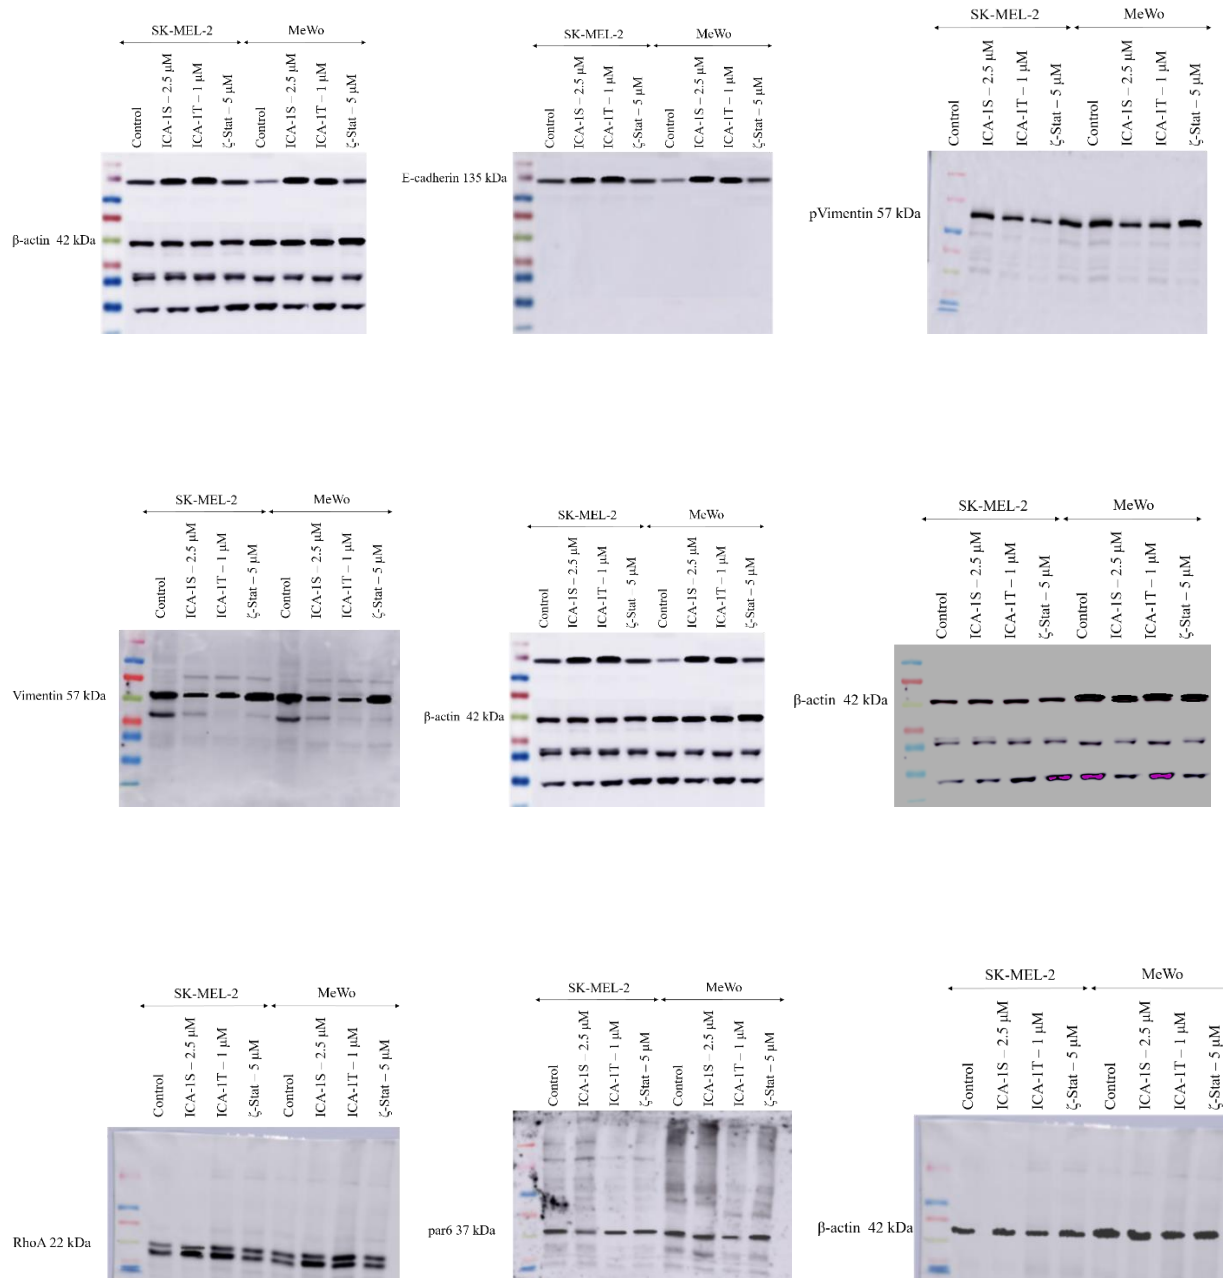 SK-MEL-2 MeWo
Control ICA-1S – 2.5 µM ICA-1T – 1 µM ζ-Stat – 5 µM Control ICA-1S – 2.5 µM ICA-1T – 1 µM ζ-Stat – 5 µM
β-actin 42 kDa
SK-MEL-2 MeWo
Control ICA-1S – 2.5 µM ICA-1T – 1 µM ζ-Stat – 5 µM Control ICA-1S – 2.5 µM ICA-1T – 1 µM ζ-Stat – 5 µM
E-cadherin 135 kDa
SK-MEL-2 MeWo
Control ICA-1S – 2.5 µM ICA-1T – 1 µM ζ-Stat – 5 µM Control ICA-1S – 2.5 µM ICA-1T – 1 µM ζ-Stat – 5 µM
pVimentin 57 kDa
SK-MEL-2 MeWo
Control ICA-1S – 2.5 µM ICA-1T – 1 µM ζ-Stat – 5 µM Control ICA-1S – 2.5 µM ICA-1T – 1 µM ζ-Stat – 5 µM
Vimentin 57 kDa
SK-MEL-2 MeWo
Control ICA-1S – 2.5 µM ICA-1T – 1 µM ζ-Stat – 5 µM Control ICA-1S – 2.5 µM ICA-1T – 1 µM ζ-Stat – 5 µM
β-actin 42 kDa
SK-MEL-2 MeWo
Control ICA-1S – 2.5 µM ICA-1T – 1 µM ζ-Stat – 5 µM Control ICA-1S – 2.5 µM ICA-1T – 1 µM ζ-Stat – 5 µM
β-actin 42 kDa
SK-MEL-2 MeWo
Control ICA-1S – 2.5 µM ICA-1T – 1 µM ζ-Stat – 5 µM Control ICA-1S – 2.5 µM ICA-1T – 1 µM ζ-Stat – 5 µM
RhoA 22 kDa
SK-MEL-2 MeWo
Control ICA-1S – 2.5 µM ICA-1T – 1 µM ζ-Stat – 5 µM Control ICA-1S – 2.5 µM ICA-1T – 1 µM ζ-Stat – 5 µM
par6 37 kDa
SK-MEL-2 MeWo
Control ICA-1S – 2.5 µM ICA-1T – 1 µM ζ-Stat – 5 µM Control ICA-1S – 2.5 µM ICA-1T – 1 µM ζ-Stat – 5 µM
β-actin 42 kDa